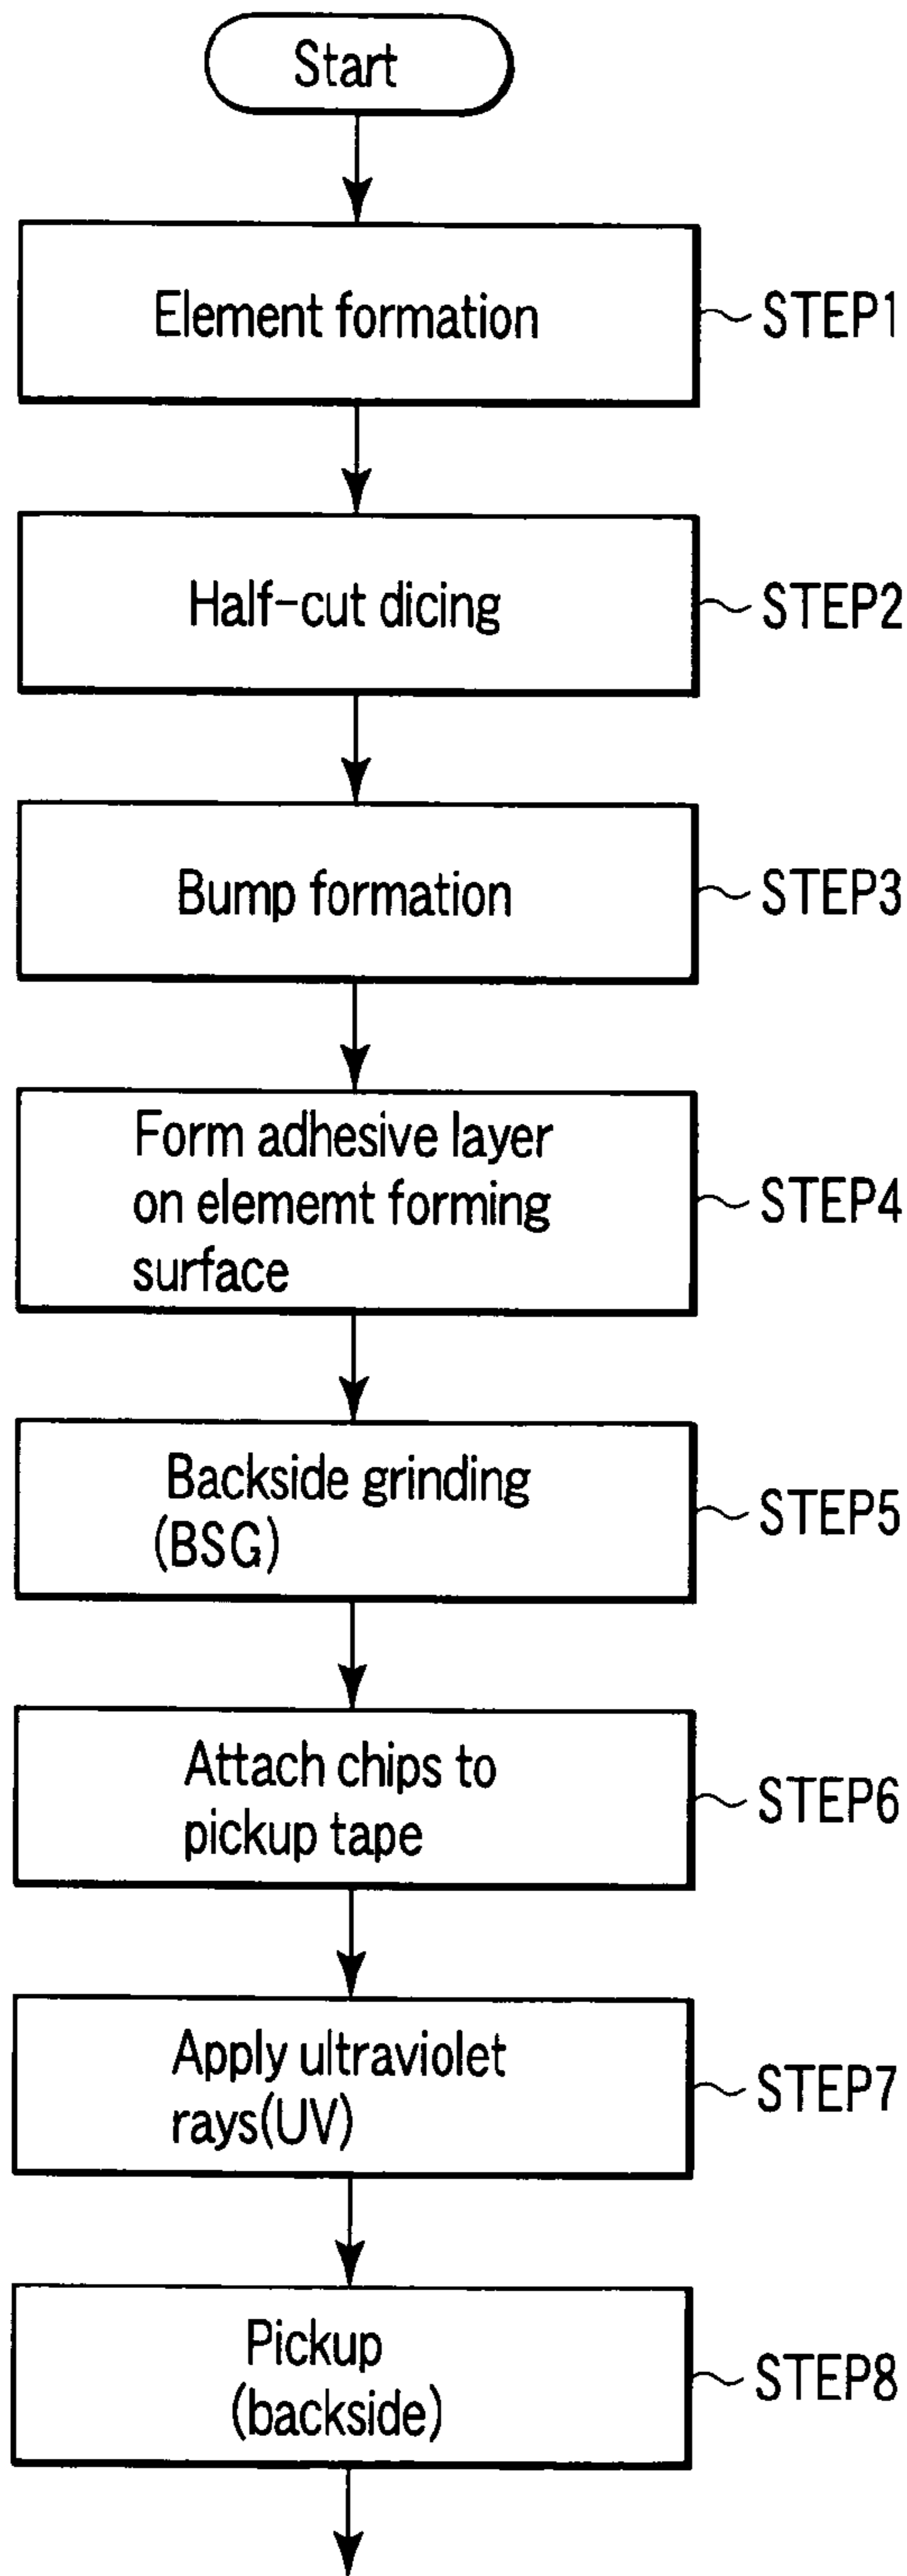 Start
Element formation
STEP1
Half-cut dicing
STEP2
Bump formation
STEP3
Form adhesive layer
on elememt forming
surface
STEP4
Backside grinding
(BSG)
STEP5
Attach chips to
pickup tape
STEP6
Apply ultraviolet
rays(UV)
STEP7
Pickup
(backside)
STEP8